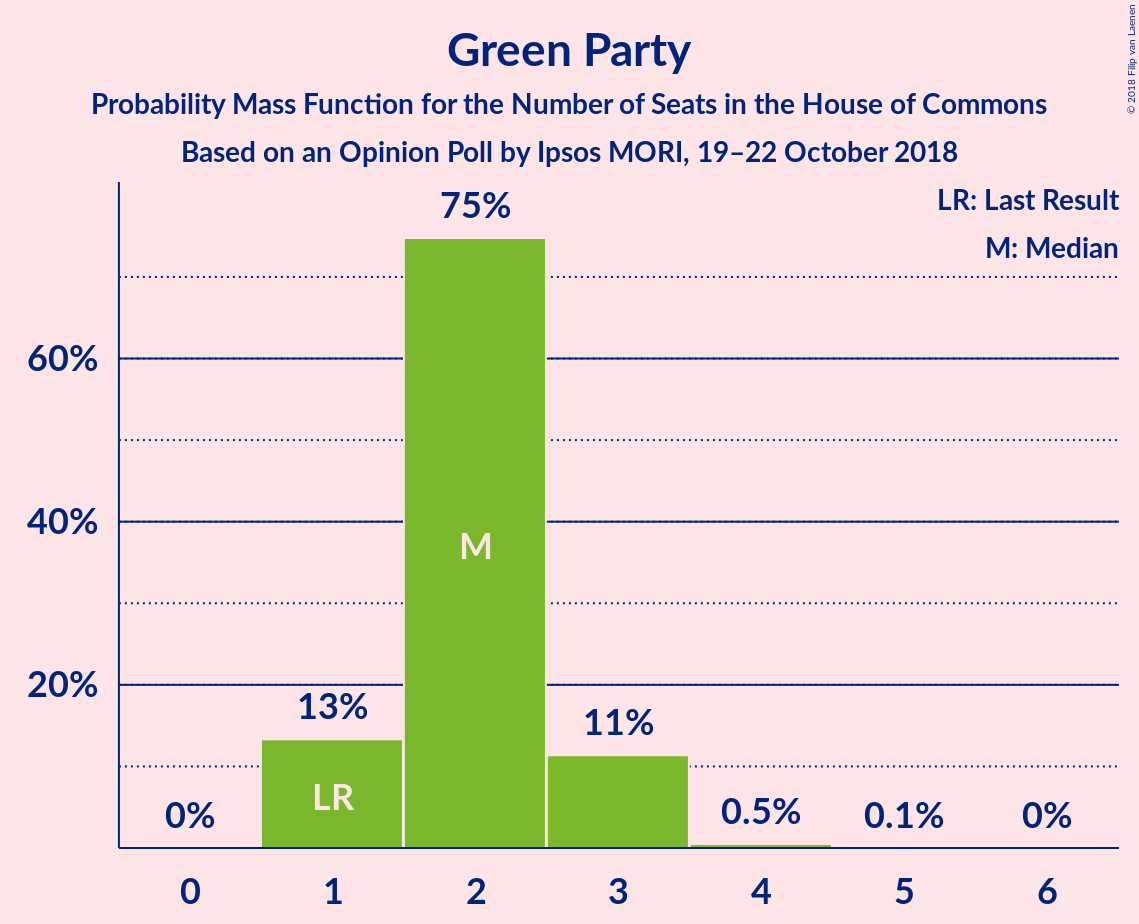 Green Party
Probability Mass Function for the Number of Seats in the House of Commons
Based on an Opinion Poll by Ipsos MORI, 19–22 October 2018
© 2018 Filip van Laenen
LR: Last Result
M: Median
75%
60%
40%
M
20%
13%
11%
LR
0%
0.5%
0.1%
0%
0 1 2 3 4 5 6